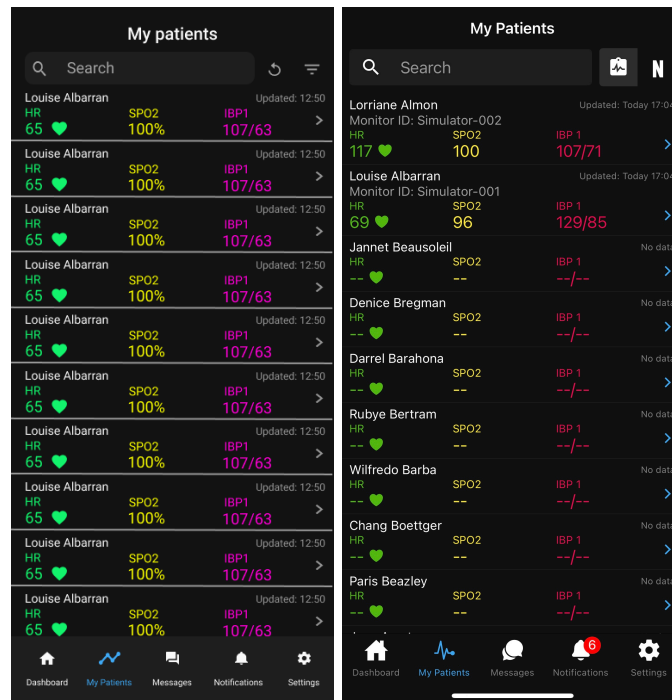 My patients
Search
Louise Albarran Updated: 12:50
HR SPO2 IBP1
65 100% 107/63
Louise Albarran Updated: 12:50
HR SPO2 IBP1
65 100% 107/63
Louise Albarran Updated: 12:50
HR SPO2 IBP1
65 100% 107/63
Louise Albarran Updated: 12:50
HR SPO2 IBP1
65 100% 107/63
Louise Albarran Updated: 12:50
HR SPO2 IBP1
65 100% 107/63
Louise Albarran Updated: 12:50
HR SPO2 IBP1
65 100% 107/63
Louise Albarran Updated: 12:50
HR SPO2 IBP1
65 100% 107/63
Louise Albarran Updated: 12:50
HR SPO2 IBP1
65 100% 107/63
Louise Albarran Updated: 12:50
HR SPO2 IBP1
65 100% 107/63
Louise Albarran Updated: 12:50
HR SPO2 IBP1
65 100% 107/63
Dashboard My Patients Messages Notifications Settings
My Patients
Search N
Lorriane Almon Updated: Today 17:04
Monitor ID: Simulator-002
HR SPO2 IBP 1
117 100 107/71
Louise Albarran Updated: Today 17:04
Monitor ID: Simulator-001
HR SPO2 IBP 1
69 96 129/85
Jannet Beausoleil No data
HR SPO2 IBP 1
-- -- --/--
Denice Bregman No data
HR SPO2 IBP 1
-- -- --/--
Darrel Barahona No data
HR SPO2 IBP 1
-- -- --/--
Rubye Bertram No data
HR SPO2 IBP 1
-- -- --/--
Wilfredo Barba No data
HR SPO2 IBP 1
-- -- --/--
Chang Boettger No data
HR SPO2 IBP 1
-- -- --/--
Paris Beazley No data
HR SPO2 IBP 1
-- -- --/--
6
Dashboard My Patients Messages Notifications Settings